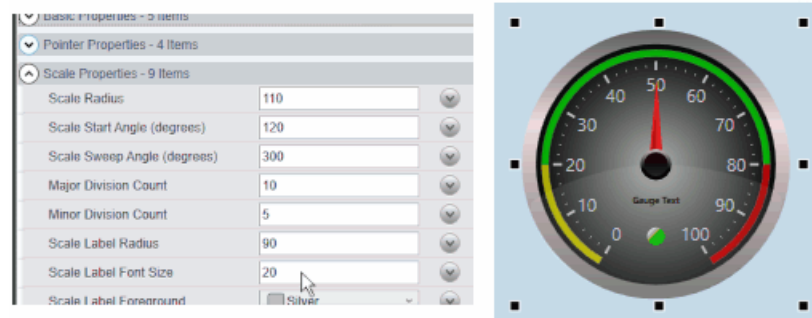 Basic Properties - 5 Items
Pointer Properties - 4 Items
Scale Properties - 9 Items
Scale Radius 110
Scale Start Angle (degrees) 120
Scale Sweep Angle (degrees) 300
Major Division Count 10
Minor Division Count 5
Scale Label Radius 90
Scale Label Font Size 20
Scale Label Foreground Silver
50
40 60
30 70
20 80
Gauge Text
10 90
0 100